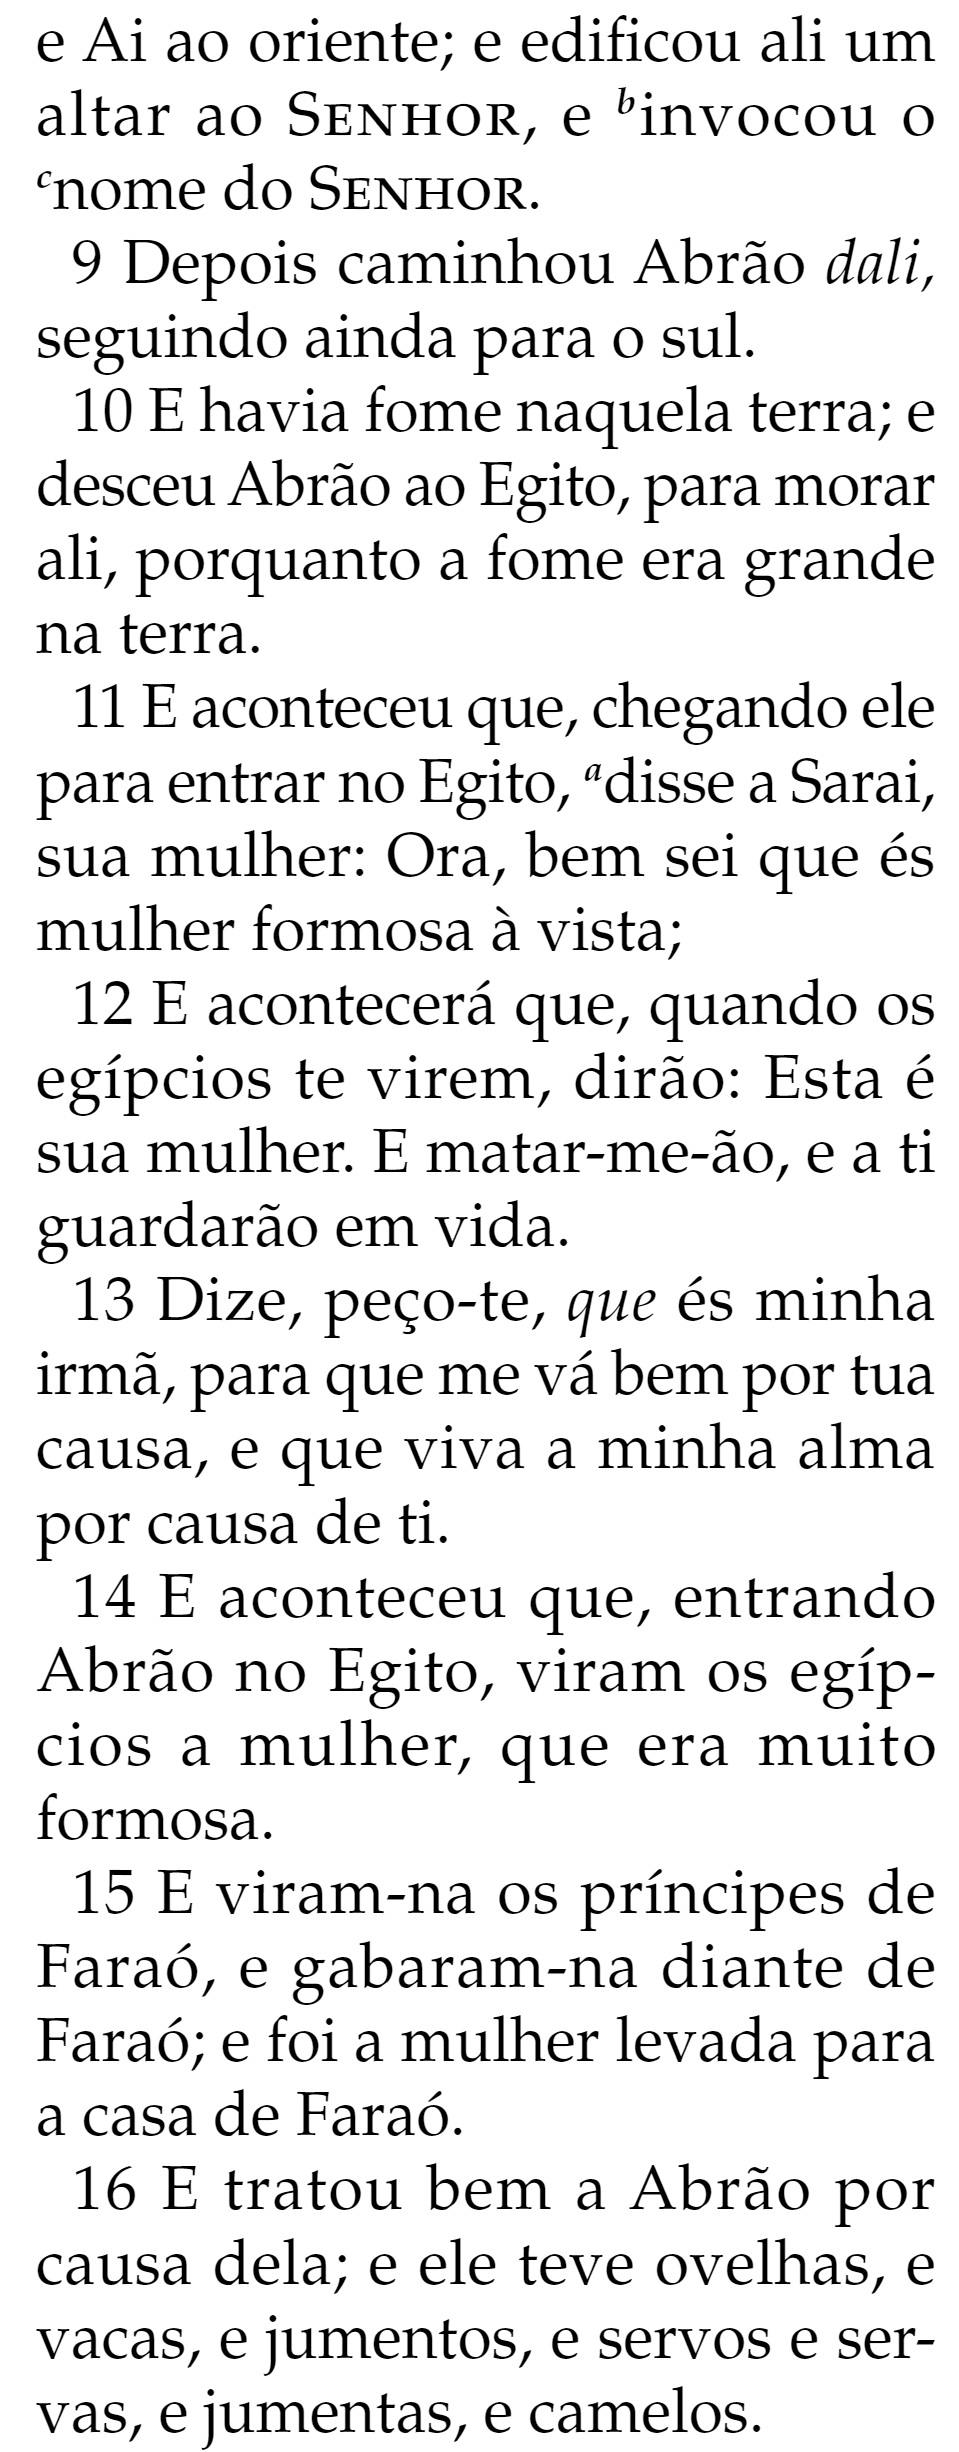 e Ai ao oriente; e edificou ali um
altar ao SENHOR, e binvocou o
cnome do SENHOR.
9 Depois caminhou Abrão dali,
seguindo ainda para o sul.
10 E havia fome naquela terra; e
desceu Abrão ao Egito, para morar
ali, porquanto a fome era grande
na terra.
11 E aconteceu que, chegando ele
para entrar no Egito, adisse a Sarai,
sua mulher: Ora, bem sei que és
mulher formosa à vista;
12 E acontecerá que, quando os
egípcios te virem, dirão: Esta é
sua mulher. E matar-me-ão, e a ti
guardarão em vida.
13 Dize, peço-te, que és minha
irmã, para que me vá bem por tua
causa, e que viva a minha alma
por causa de ti.
14 E aconteceu que, entrando
Abrão no Egito, viram os egíp-
cios a mulher, que era muito
formosa.
15 E viram-na os príncipes de
Faraó, e gabaram-na diante de
Faraó; e foi a mulher levada para
a casa de Faraó.
16 E tratou bem a Abrão por
causa dela; e ele teve ovelhas, e
vacas, e jumentos, e servos e ser-
vas, e jumentas, e camelos.